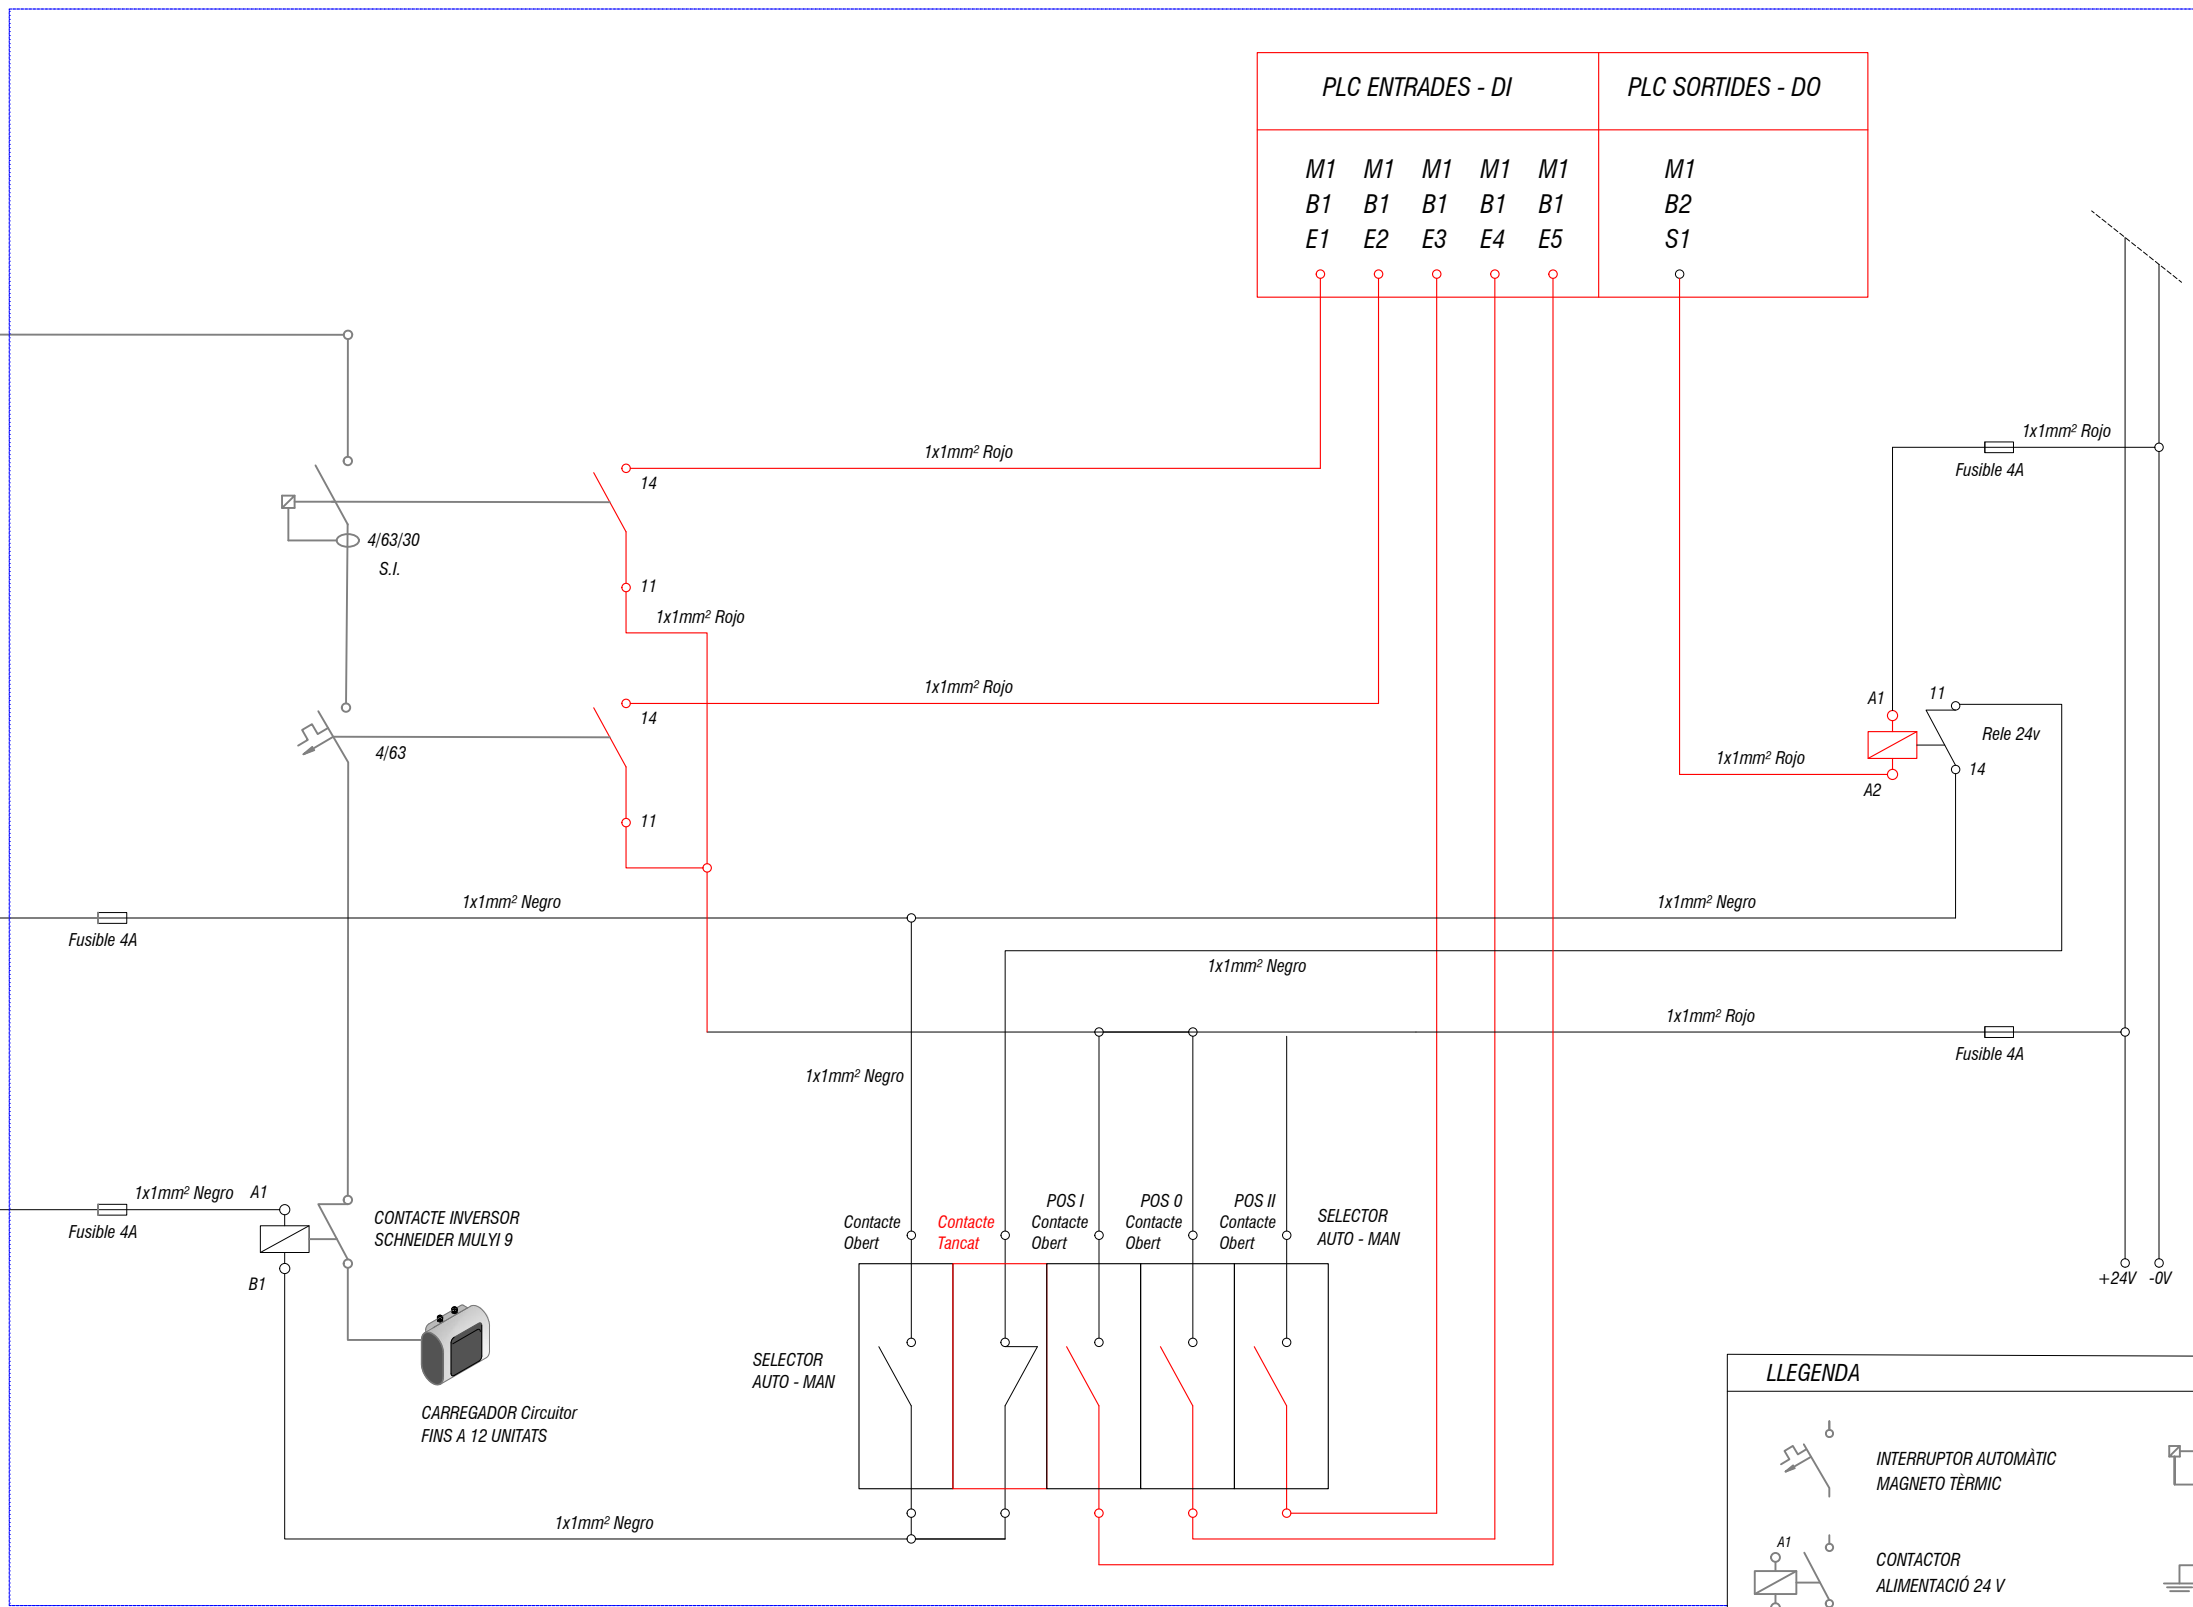 PLC ENTRADES - DI
PLC SORTIDES - DO
M1 M1 M1 M1 M1 M1
B1 B1 B1 B1 B1 B2
E1 E2 E3 E4 E5 S1
1x1mm² Rojo
Fusible 4A
1x1mm² Rojo
14
4/63/30
S.I.
11
1x1mm² Rojo
1x1mm² Rojo
14
4/63
11
A1
11
Rele 24v
1x1mm² Rojo
14
A2
1x1mm² Negro
1x1mm² Negro
Fusible 4A
1x1mm² Negro
1x1mm² Rojo
Fusible 4A
1x1mm² Negro
1x1mm² Negro
A1
Fusible 4A
B1
CONTACTE INVERSOR
SCHNEIDER MULYI 9
Contacte
Obert
Contacte
Tancat
POS I
Contacte
Obert
POS 0
Contacte
Obert
POS II
Contacte
Obert
SELECTOR
AUTO - MAN
+24V
-0V
SELECTOR
AUTO - MAN
CARREGADOR Circuitor
FINS A 12 UNITATS
1x1mm² Negro
LLEGENDA
INTERRUPTOR AUTOMÀTIC
MAGNETO TÈRMIC
A1
CONTACTOR
ALIMENTACIÓ 24 V